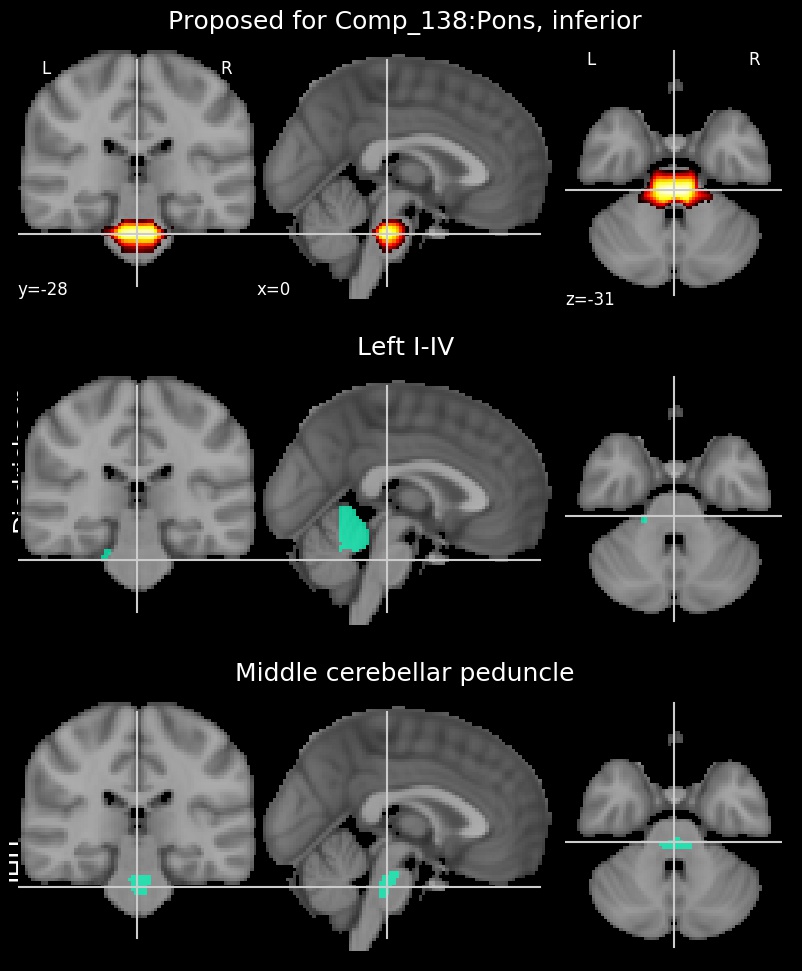 Proposed for Comp_138:Pons, inferior
L
R
L
R
y=-28
x=0
z=-31
Left I-IV
Middle cerebellar peduncle